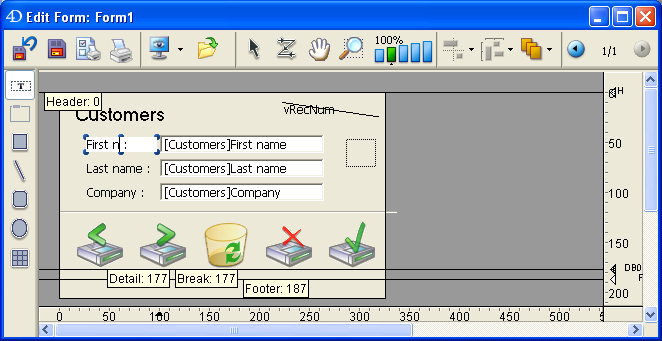 4D Edit Form: Form1
100%
1/1
T
Header: 0
H
Customers
vRecNum
First n :
[Customers]First name
50
Last name :
[Customers]Last name
Company :
[Customers]Company
100
150
DB0
F
Detail: 177
Break: 177
Footer: 187
200
0 50 100 150 200 250 300 350 400 450 500 5